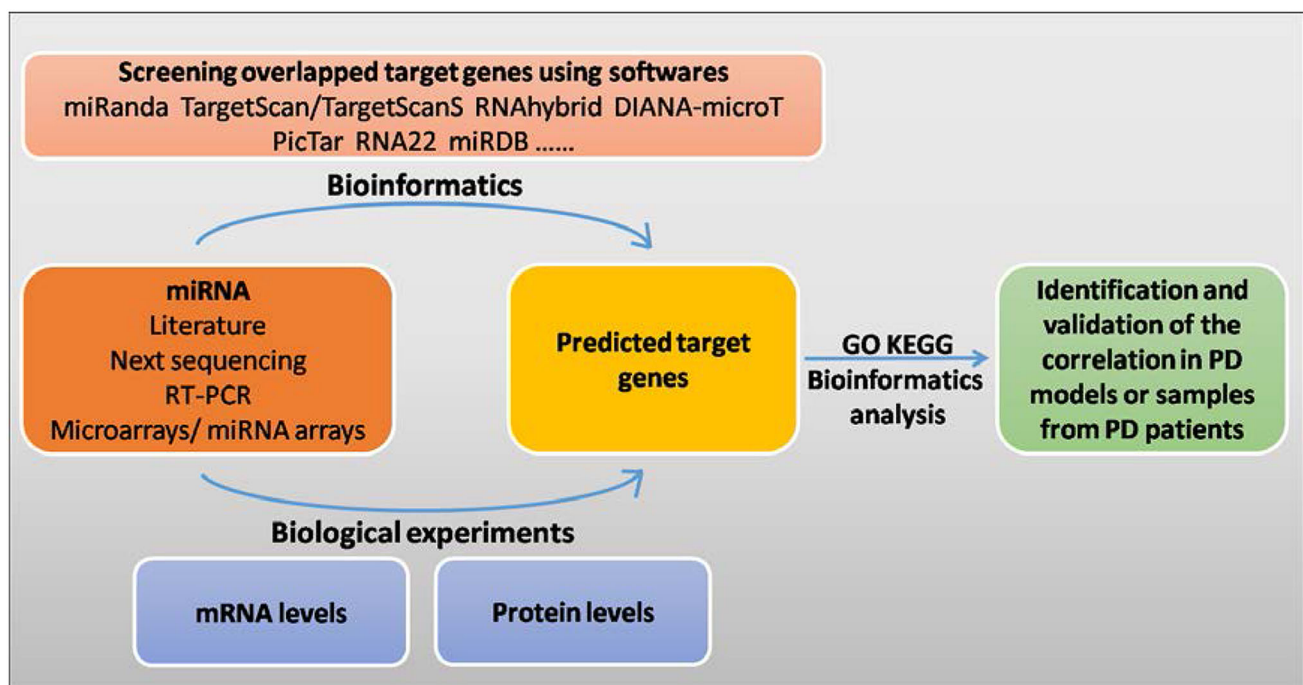 Screening overlapped target genes using softwares
miRanda TargetScan/TargetScanS RNAhybrid DIANA-microT
PicTar RNA22 miRDB ......
Bioinformatics
miRNA
Literature
Next sequencing
RT-PCR
Microarrays/ miRNA arrays
Predicted target
genes
GO KEGG
Bioinformatics
analysis
Identification and
validation of the
correlation in PD
models or samples
from PD patients
Biological experiments
mRNA levels
Protein levels